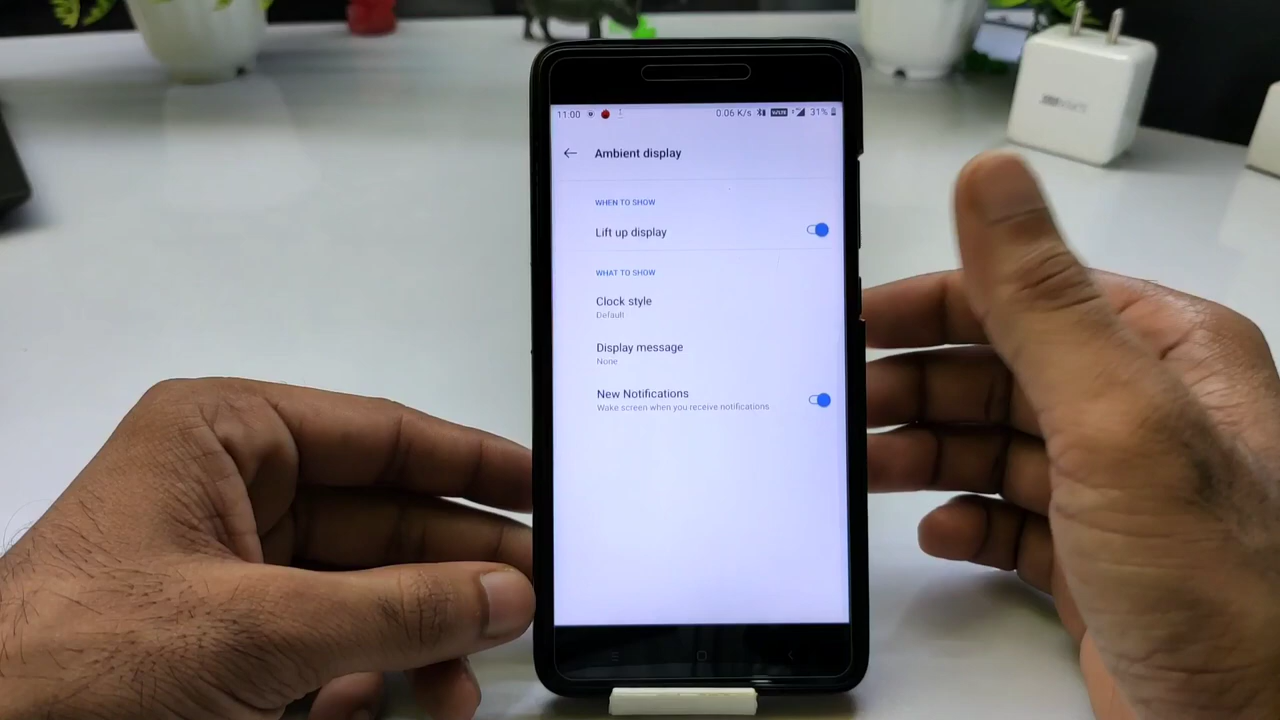 11:00 0.06 K/s 31%
Ambient display
WHEN TO SHOW
Lift up display
WHAT TO SHOW
Clock style
Default
Display message
None
New Notifications
Wake screen when you receive notifications